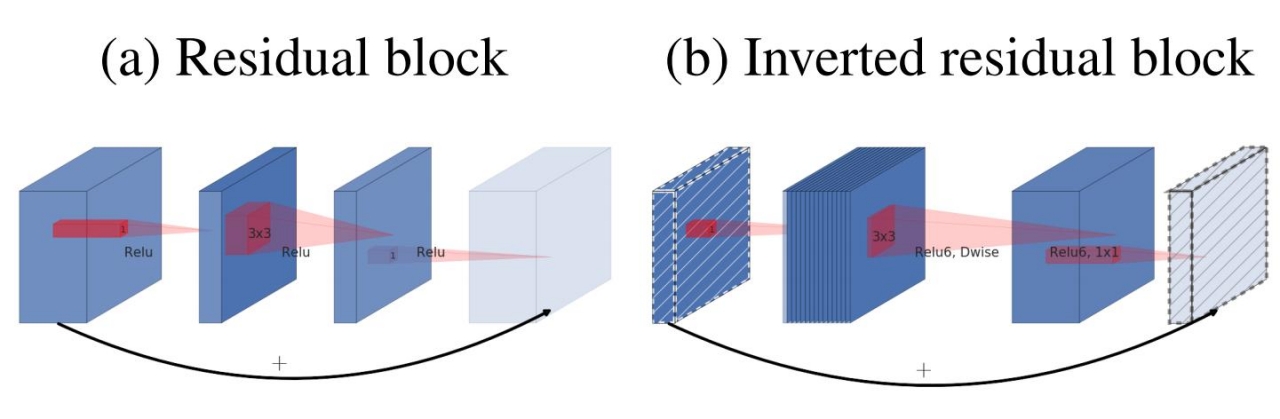 (a) Residual block
(b) Inverted residual block
1
Relu
3x3
Relu
1
Relu
+
1
3x3
Relu6, Dwise
Relu6, 1x1
+